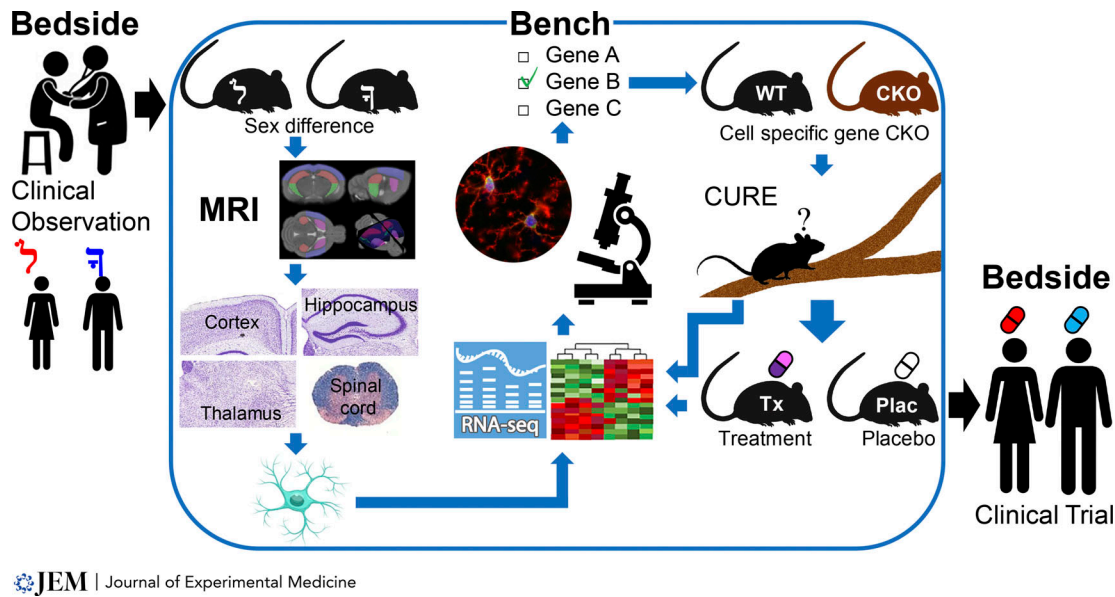 Bedside
Clinical
Observation
Bench
Sex difference
MRI
Cortex
Hippocampus
Thalamus
Spinal
cord
Gene A
Gene B
Gene C
RNA-seq
WT
CKO
Cell specific gene CKO
CURE
?
Tx
Plac
Treatment
Placebo
Bedside
Clinical Trial
JEM | Journal of Experimental Medicine